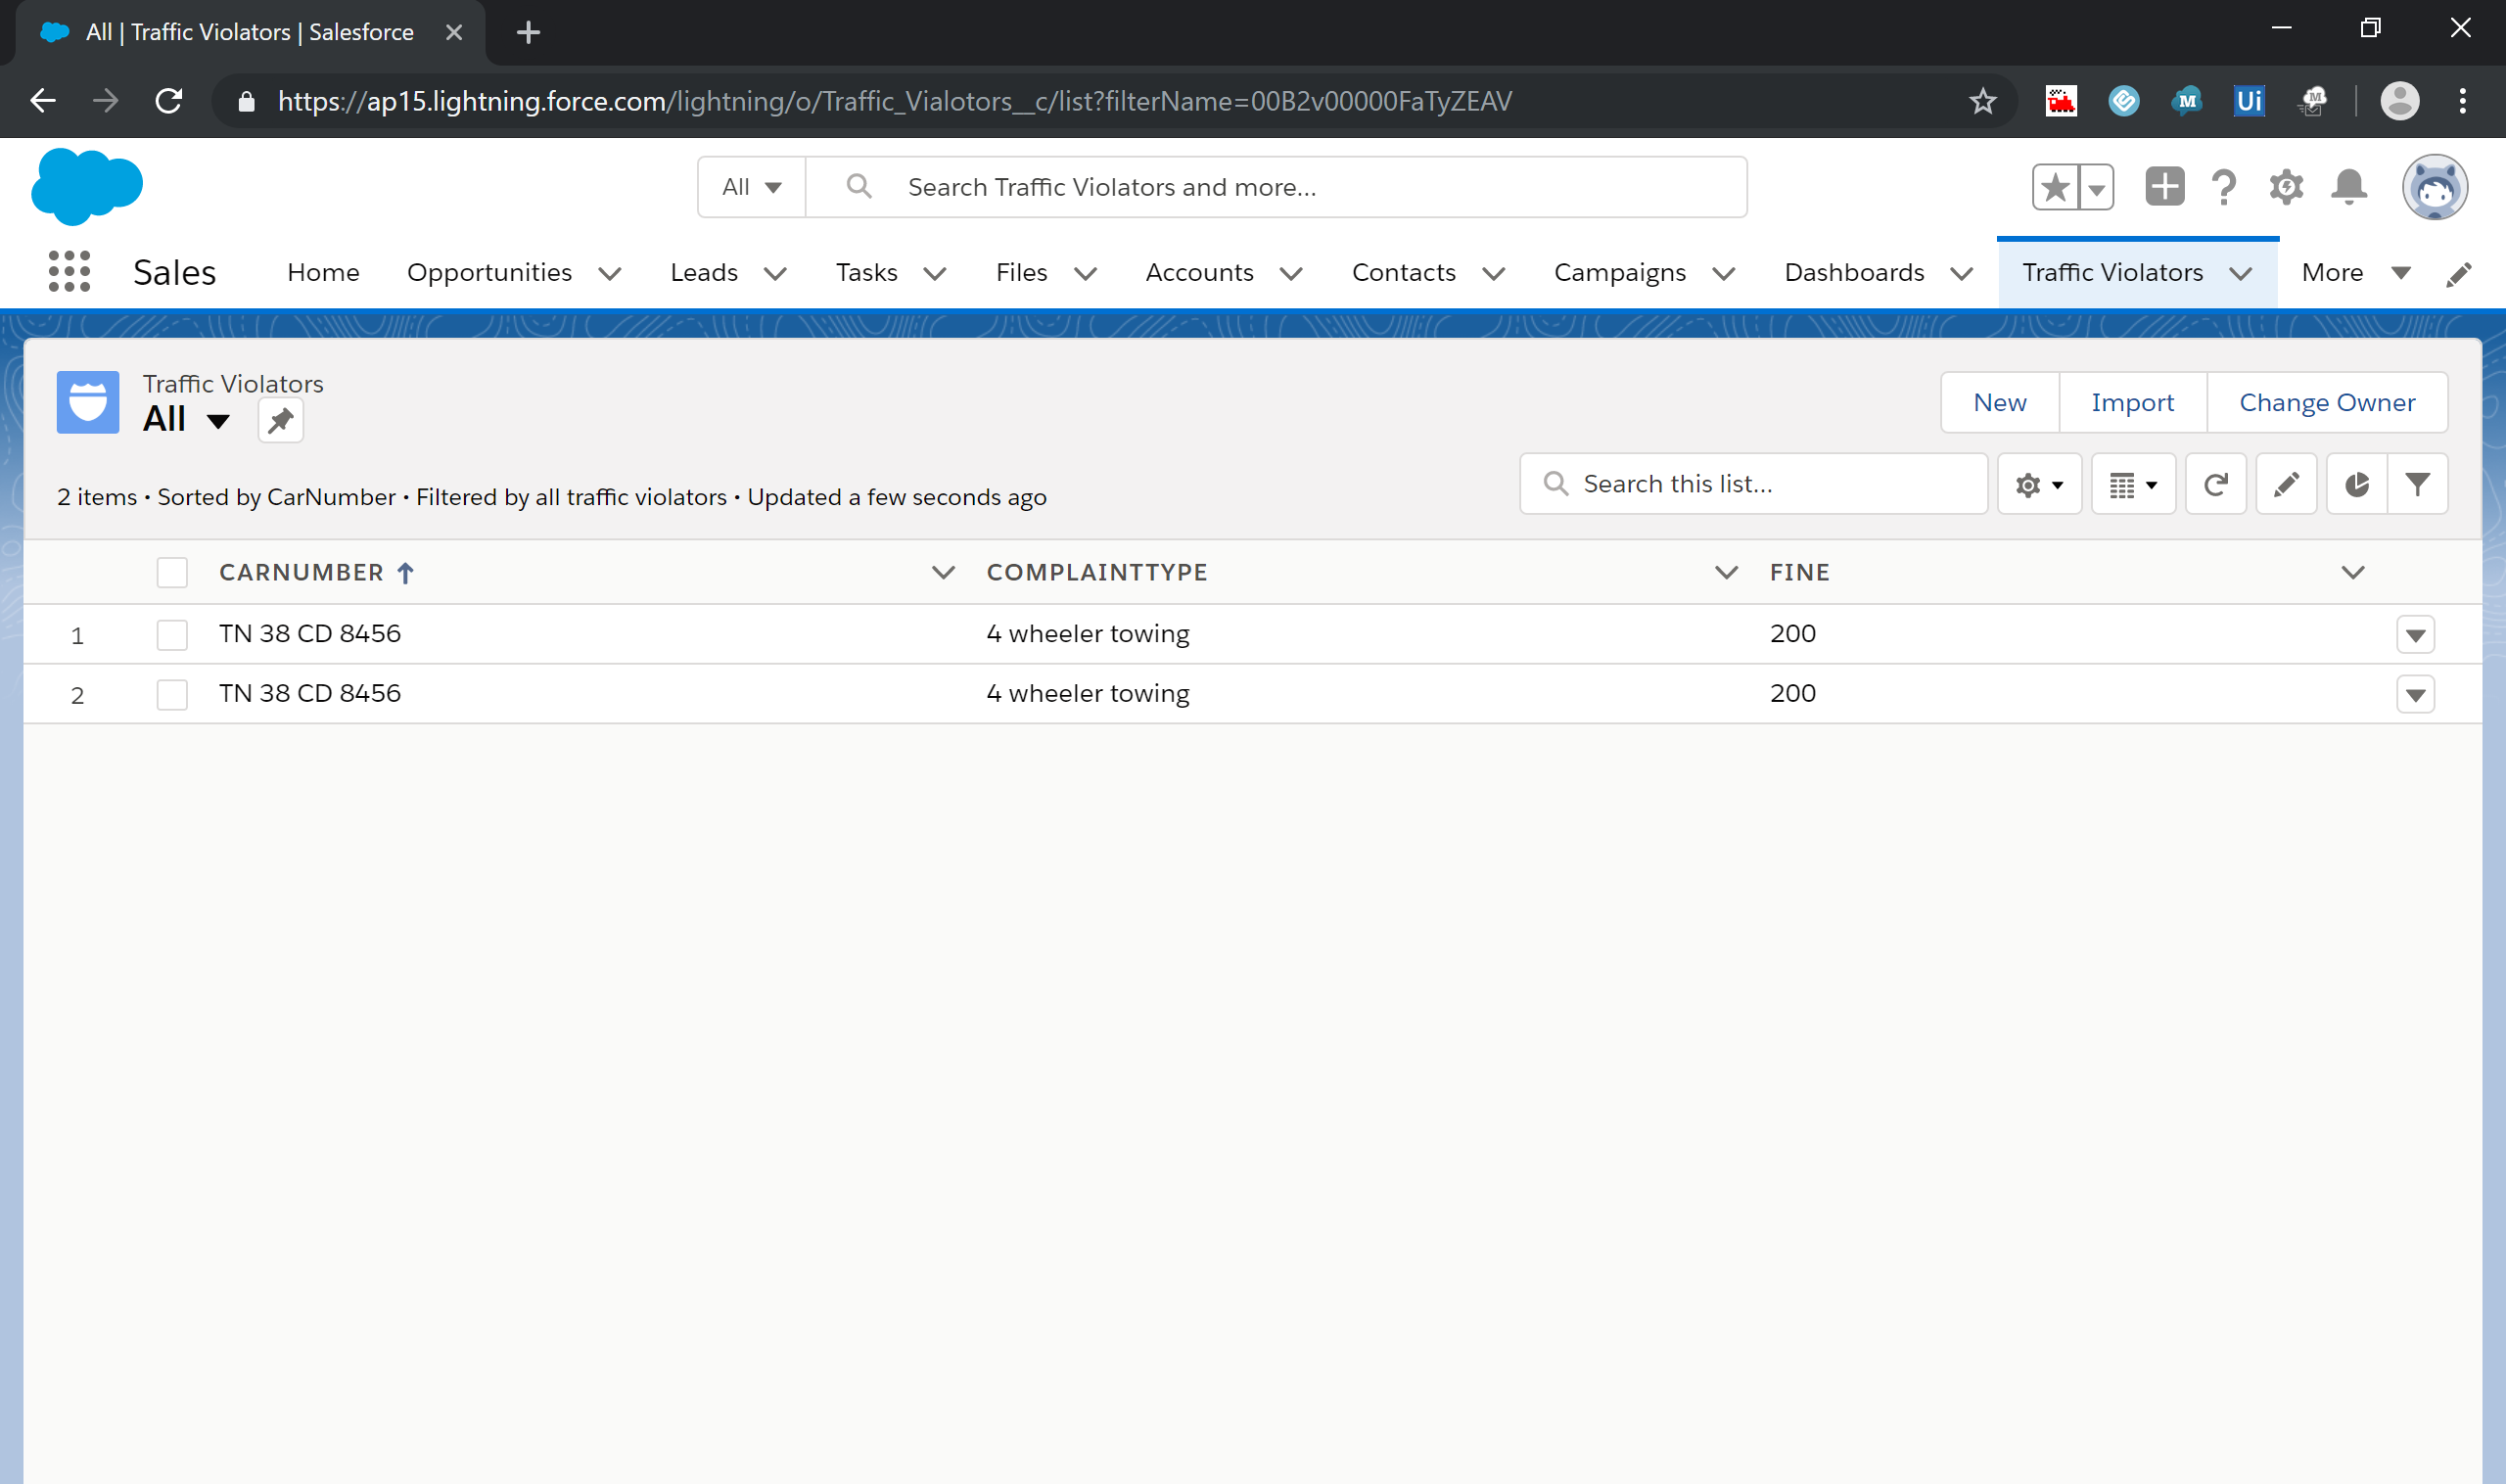 All | Traffic Violators | Salesforce
https://ap15.lightning.force.com/lightning/o/Traffic_Vialotors__c/list?filterName=00B2v00000FaTyZEAV
M Ui M
All Search Traffic Violators and more...
Sales Home Opportunities Leads Tasks Files Accounts Contacts Campaigns Dashboards Traffic Violators More
Traffic Violators
All
New Import Change Owner
2 items • Sorted by CarNumber • Filtered by all traffic violators • Updated a few seconds ago
Search this list...
CARNUMBER COMPLAINTTYPE FINE
1 TN 38 CD 8456 4 wheeler towing 200
2 TN 38 CD 8456 4 wheeler towing 200